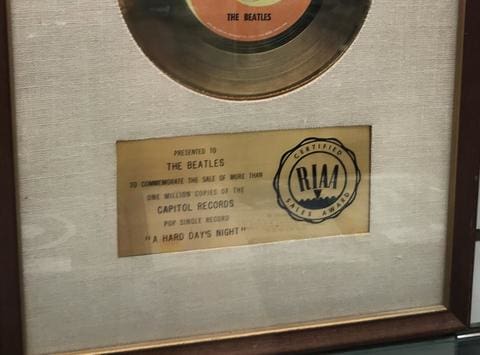 THE BEATLES
PRESENTED TO
THE BEATLES
TO COMMEMORATE THE SALE OF MORE THAN
ONE MILLION COPIES OF THE
CAPITOL RECORDS
POP SINGLE RECORD
"A HARD DAY'S NIGHT"
CERTIFIED
RIAA
SALES AWARD